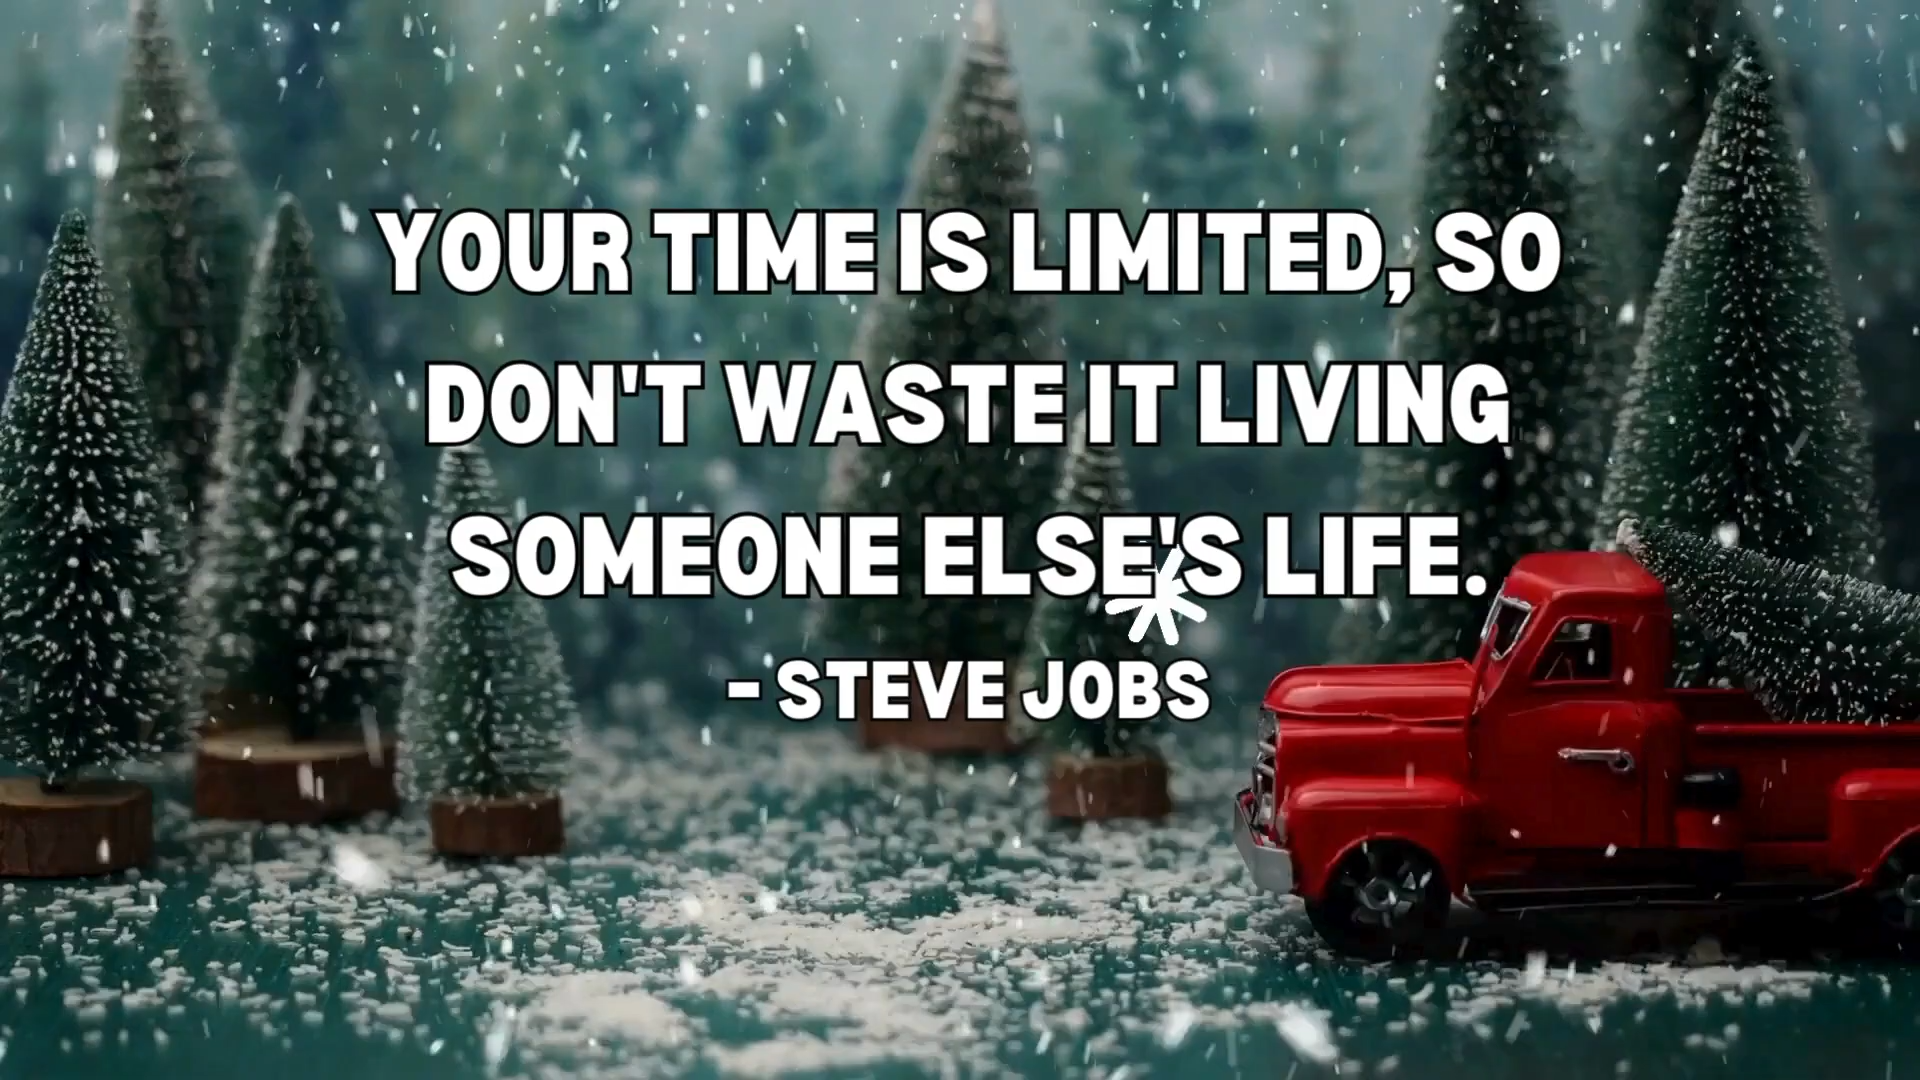 YOUR TIME IS LIMITED, SO
DON'T WASTE IT LIVING
SOMEONE ELSE'S LIFE.
- STEVE JOBS